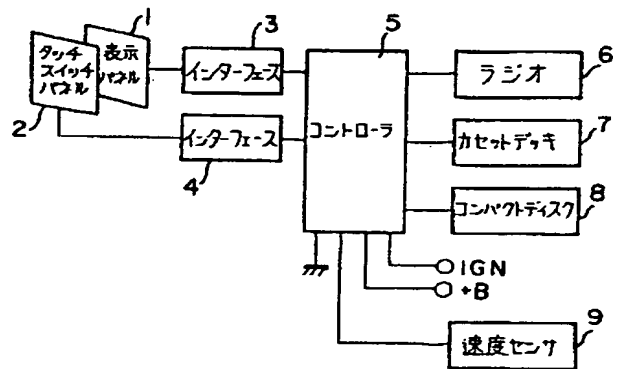 1
3
5
表示
パネル
タッチ
スイッチ
パネル
2
インターフェース
インターフェース
4
コントローラ
ラジオ
6
カセットデッキ
7
コンパクトディスク
8
IGN
+B
速度センサ
9